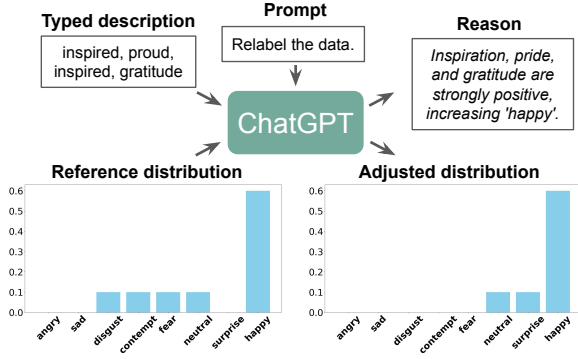 Typed description
inspired, proud,
inspired, gratitude
Prompt
Relabel the data.
Reason
Inspiration, pride,
and gratitude are
strongly positive,
increasing 'happy'.
ChatGPT
Reference distribution
0.6
0.5
0.4
0.3
0.2
0.1
0.0
angry
sad
disgust
contempt
fear
neutral
surprise
happy
Adjusted distribution
0.6
0.5
0.4
0.3
0.2
0.1
0.0
angry
sad
disgust
contempt
fear
neutral
surprise
happy